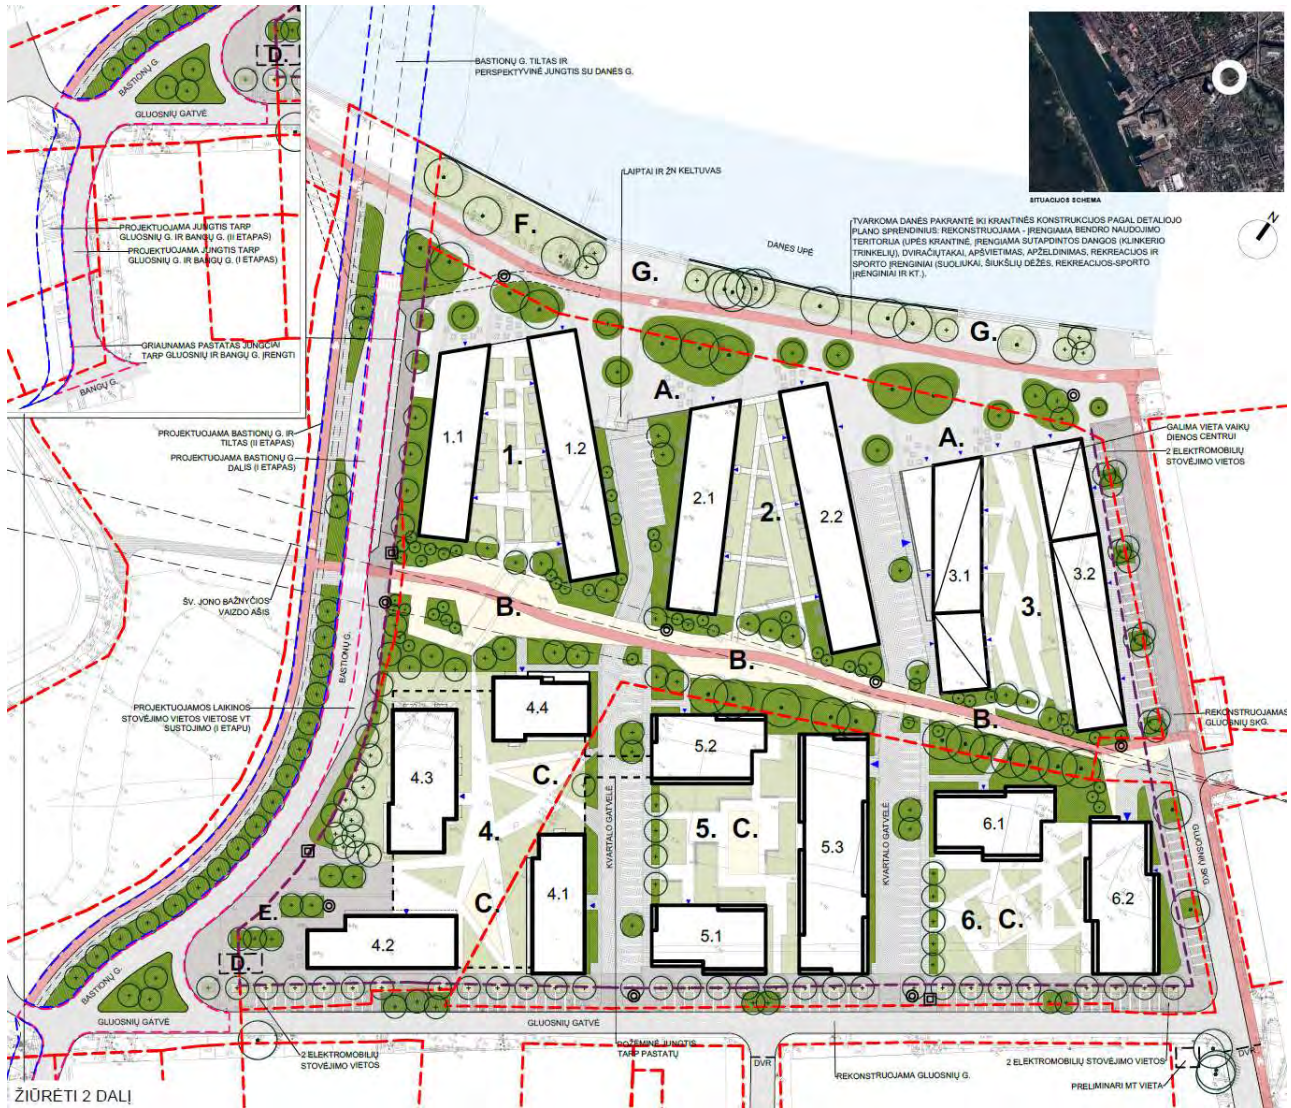 D.
BASTIONŲ G.
GLUOSNIŲ GATVĖ
PROJEKTUOJAMA JUNGTIS TARP
GLUOSNIŲ G. IR BANGŲ G. (II ETAPAS)
PROJEKTUOJAMA JUNGTIS TARP
GLUOSNIŲ G. IR BANGŲ G. (I ETAPAS)
GRIAUNAMAS PASTATAS JUNGČIAI
TARP GLUOSNIŲ IR BANGŲ G. ĮRENGTI
BANGŲ G.
BASTIONŲ G. TILTAS IR
PERSPEKTYVINĖ JUNGTIS SU DANĖS G.
SITUACIJOS SCHEMA
N
LAIPTAI IR ŽN KELTUVAS
DANĖS UPĖ
TVARKOMA DANĖS PAKRANTĖ IKI KRANTINĖS KONSTRUKCIJOS PAGAL DETALIOJO
PLANO SPRENDINIUS: REKONSTRUOJAMA - ĮRENGIAMA BENDRO NAUDOJIMO
TERITORIJA (UPĖS KRANTINĖ, ĮRENGIAMA SUTAPDINTOS DANGOS (KLINKERIO
TRINKELIŲ), DVIRAČIŲTAKAI, APŠVIETIMAS, APŽELDINIMAS, REKREACIJOS IR
SPORTO ĮRENGINIAI (SUOLIUKAI, ŠIUKŠLIŲ DĖŽĖS, REKREACIJOS-SPORTO
ĮRENGINIAI IR KT.).
F.
G.
G.
A.
A.
PROJEKTUOJAMA BASTIONŲ G. IR
TILTAS (II ETAPAS)
PROJEKTUOJAMA BASTIONŲ G.
DALIS (I ETAPAS)
GALIMA VIETA VAIKŲ
DIENOS CENTRUI
2 ELEKTROMOBILIŲ
STOVĖJIMO VIETOS
1.1
1.
1.2
2.1
2.
2.2
3.1
3.2
3.
ŠV. JONO BAŽNYČIOS
VAIZDO AŠIS
B.
B.
B.
BASTIONŲ G.
PROJEKTUOJAMOS LAIKINOS
STOVĖJIMO VIETOS VIETOSE VT
SUSTOJIMO (I ETAPU)
REKONSTRUOJAMAS
GLUOSNIŲ SKG.
4.4
4.3
C.
4.
C.
4.1
4.2
KVARTALO GATVELĖ
5.2
5.
C.
5.3
5.1
KVARTALO GATVELĖ
6.1
6.2
6.
C.
GLUOSNIŲ SKG
E.
D.
BASTIONŲ G.
GLUOSNIŲ GATVĖ
GLUOSNIŲ GATVĖ
2 ELEKTROMOBILIŲ
STOVĖJIMO VIETOS
POŽEMINĖ JUNGTIS
TARP PASTATŲ
DVR
REKONSTRUOJAMA GLUOSNIŲ G.
2 ELEKTROMOBILIŲ STOVĖJIMO VIETOS
PRELIMINARI MT VIETA
DVR
ŽIŪRĖTI 2 DALĮ